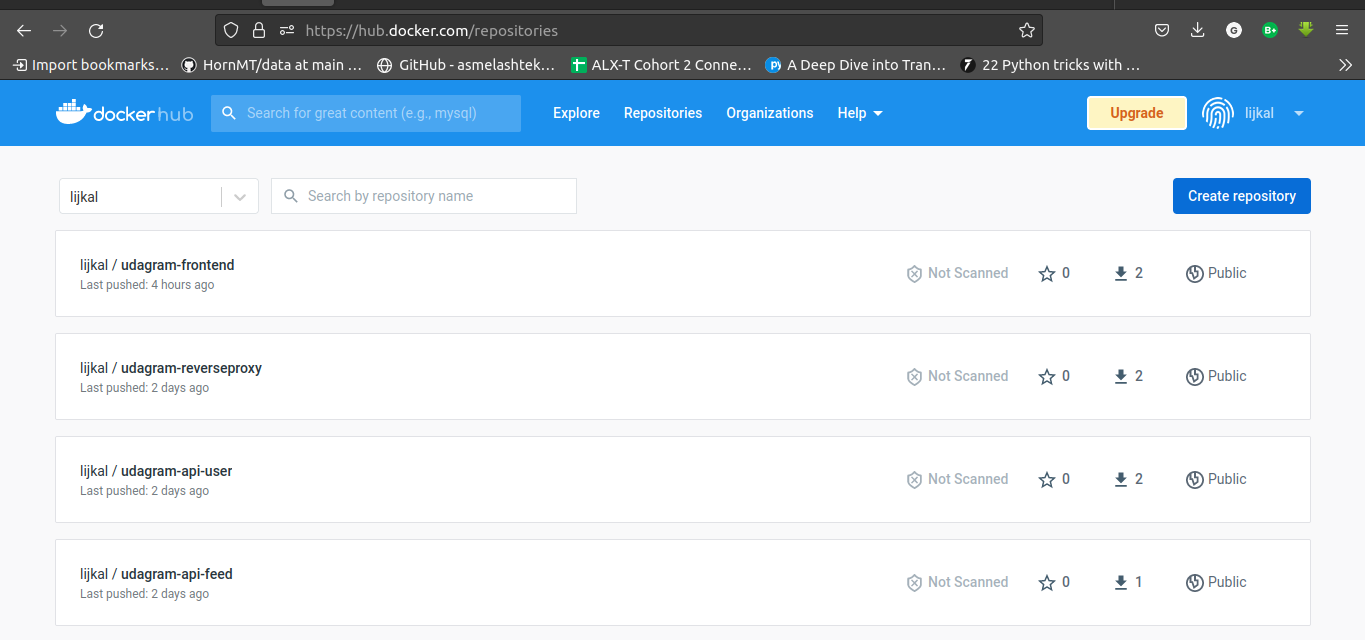 https://hub.docker.com/repositories
Import bookmarks... HornMT/data at main ... GitHub - asmelashtek... ALX-T Cohort 2 Conne... A Deep Dive into Tran... 22 Python tricks with ...
docker hub Search for great content (e.g., mysql) Explore Repositories Organizations Help Upgrade lijkal
lijkal Search by repository name Create repository
lijkal / udagram-frontend
Last pushed: 4 hours ago
Not Scanned 0 2 Public
lijkal / udagram-reverseproxy
Last pushed: 2 days ago
Not Scanned 0 2 Public
lijkal / udagram-api-user
Last pushed: 2 days ago
Not Scanned 0 2 Public
lijkal / udagram-api-feed
Last pushed: 2 days ago
Not Scanned 0 1 Public